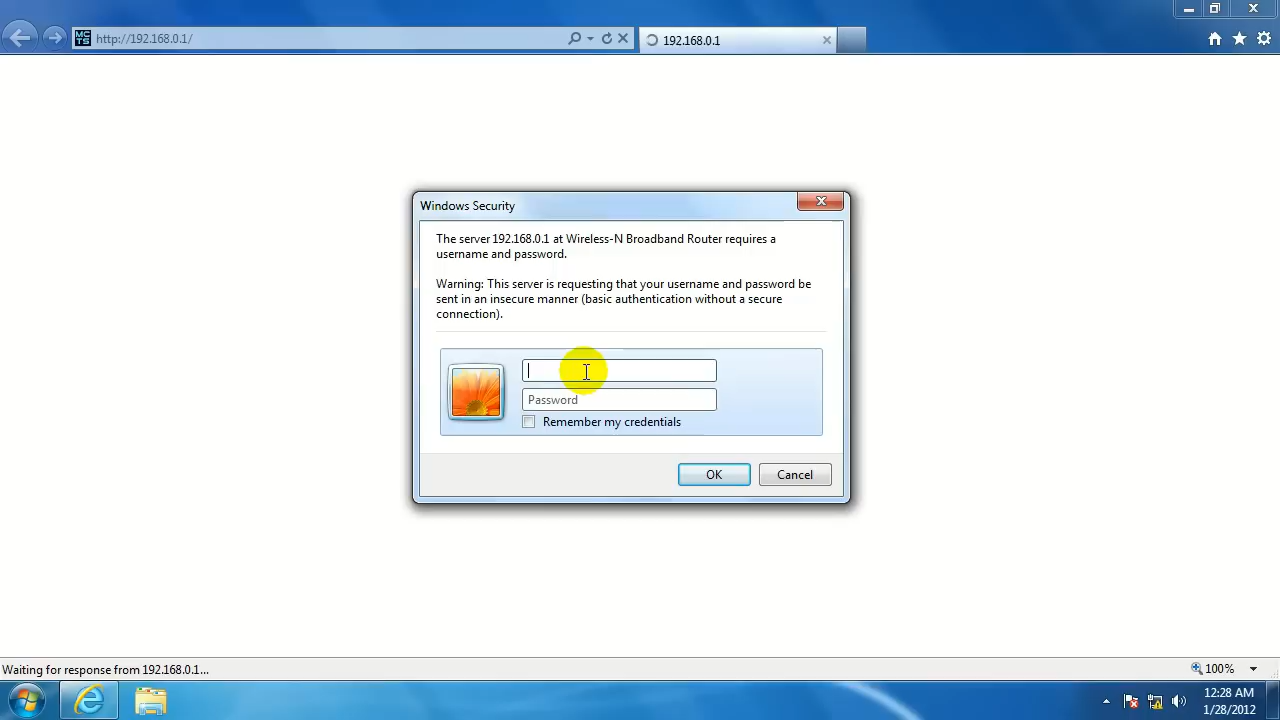 http://192.168.0.1/
192.168.0.1
Windows Security
The server 192.168.0.1 at Wireless-N Broadband Router requires a
username and password.
Warning: This server is requesting that your username and password be
sent in an insecure manner (basic authentication without a secure
connection).
Password
Remember my credentials
OK
Cancel
Waiting for response from 192.168.0.1...
100%
12:28 AM
1/28/2012